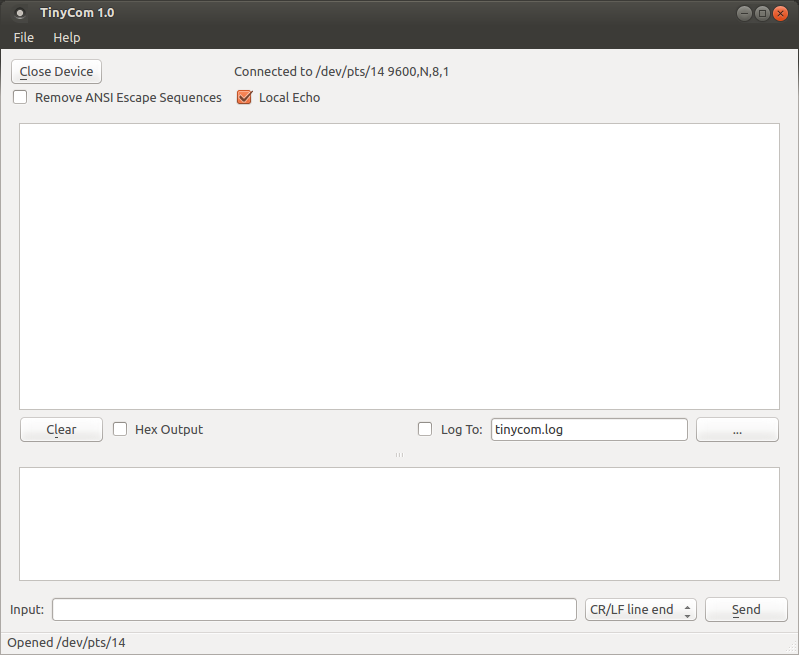 TinyCom 1.0
File Help
Close Device Connected to /dev/pts/14 9600,N,8,1
Remove ANSI Escape Sequences Local Echo
Clear Hex Output Log To: tinycom.log ...
Input: CR/LF line end Send
Opened /dev/pts/14